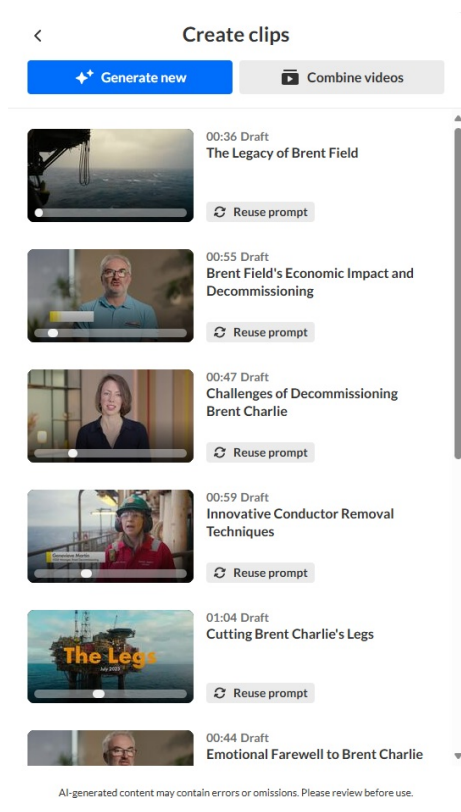 Create clips
Generate new
Combine videos
00:36 Draft
The Legacy of Brent Field
Reuse prompt
00:55 Draft
Brent Field's Economic Impact and
Decommissioning
Reuse prompt
00:47 Draft
Challenges of Decommissioning
Brent Charlie
Reuse prompt
00:59 Draft
Innovative Conductor Removal
Techniques
Reuse prompt
01:04 Draft
Cutting Brent Charlie's Legs
The Legs
July 2023
Reuse prompt
00:44 Draft
Emotional Farewell to Brent Charlie
AI-generated content may contain errors or omissions. Please review before use.